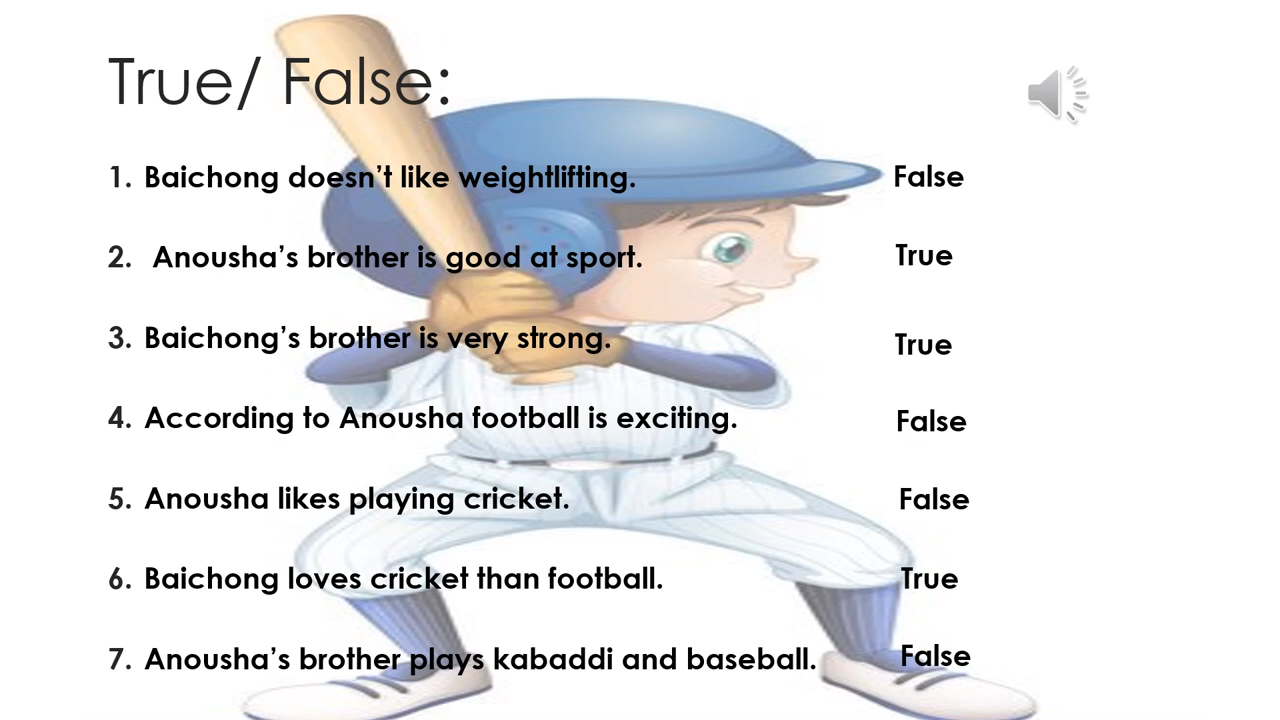 True/ False:
1. Baichong doesn’t like weightlifting. False
2. Anousha’s brother is good at sport. True
3. Baichong’s brother is very strong. True
4. According to Anousha football is exciting. False
5. Anousha likes playing cricket. False
6. Baichong loves cricket than football. True
7. Anousha’s brother plays kabaddi and baseball. False